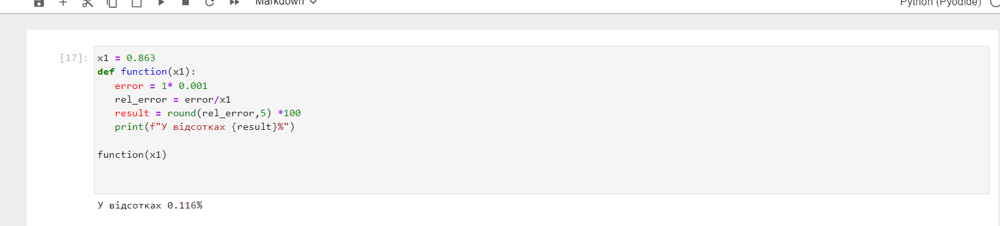 Markdown
Python (Pyodide)
[17]:
x1 = 0.863
def function(x1):
   error = 1* 0.001
   rel_error = error/x1
   result = round(rel_error,5) *100
   print(f"У відсотках {result}%")
function(x1)
У відсотках 0.116%